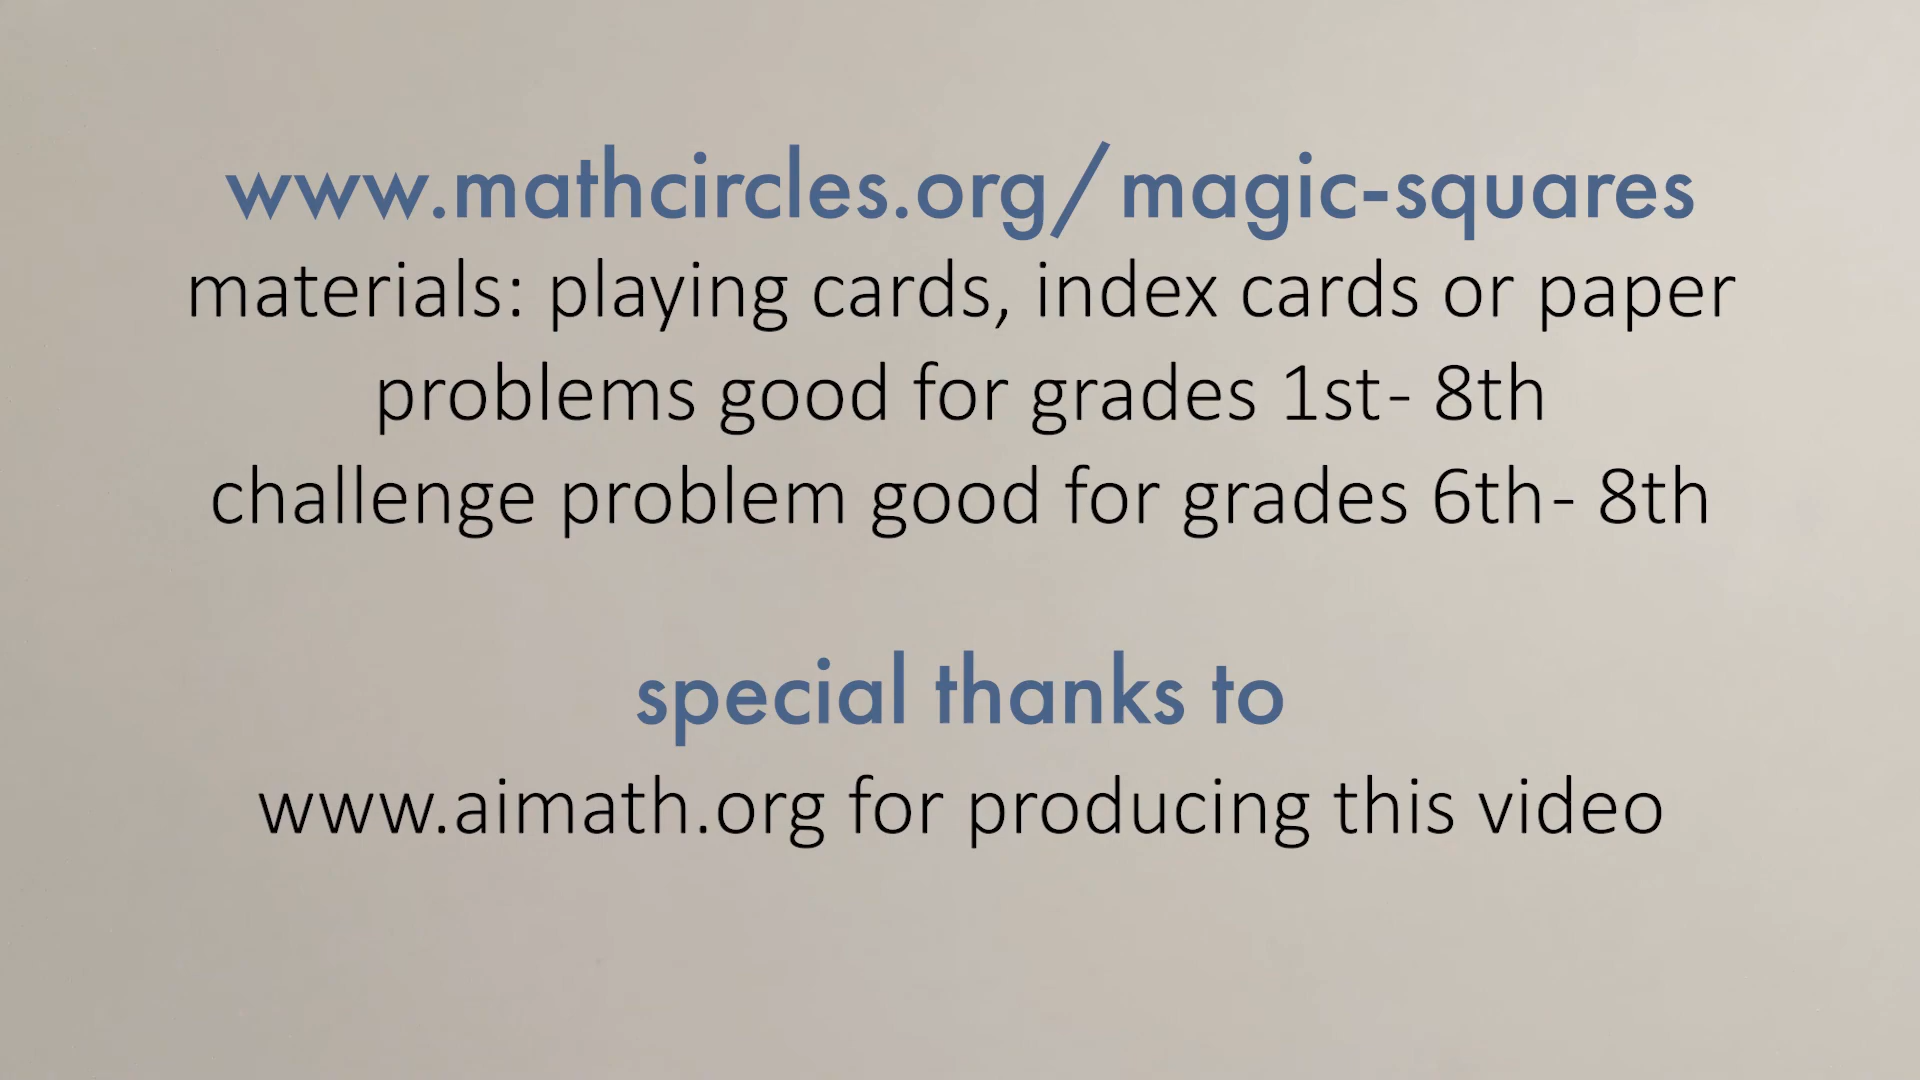 www.mathcircles.org/magic-squares
materials: playing cards, index cards or paper
problems good for grades 1st- 8th
challenge problem good for grades 6th- 8th
special thanks to
www.aimath.org for producing this video